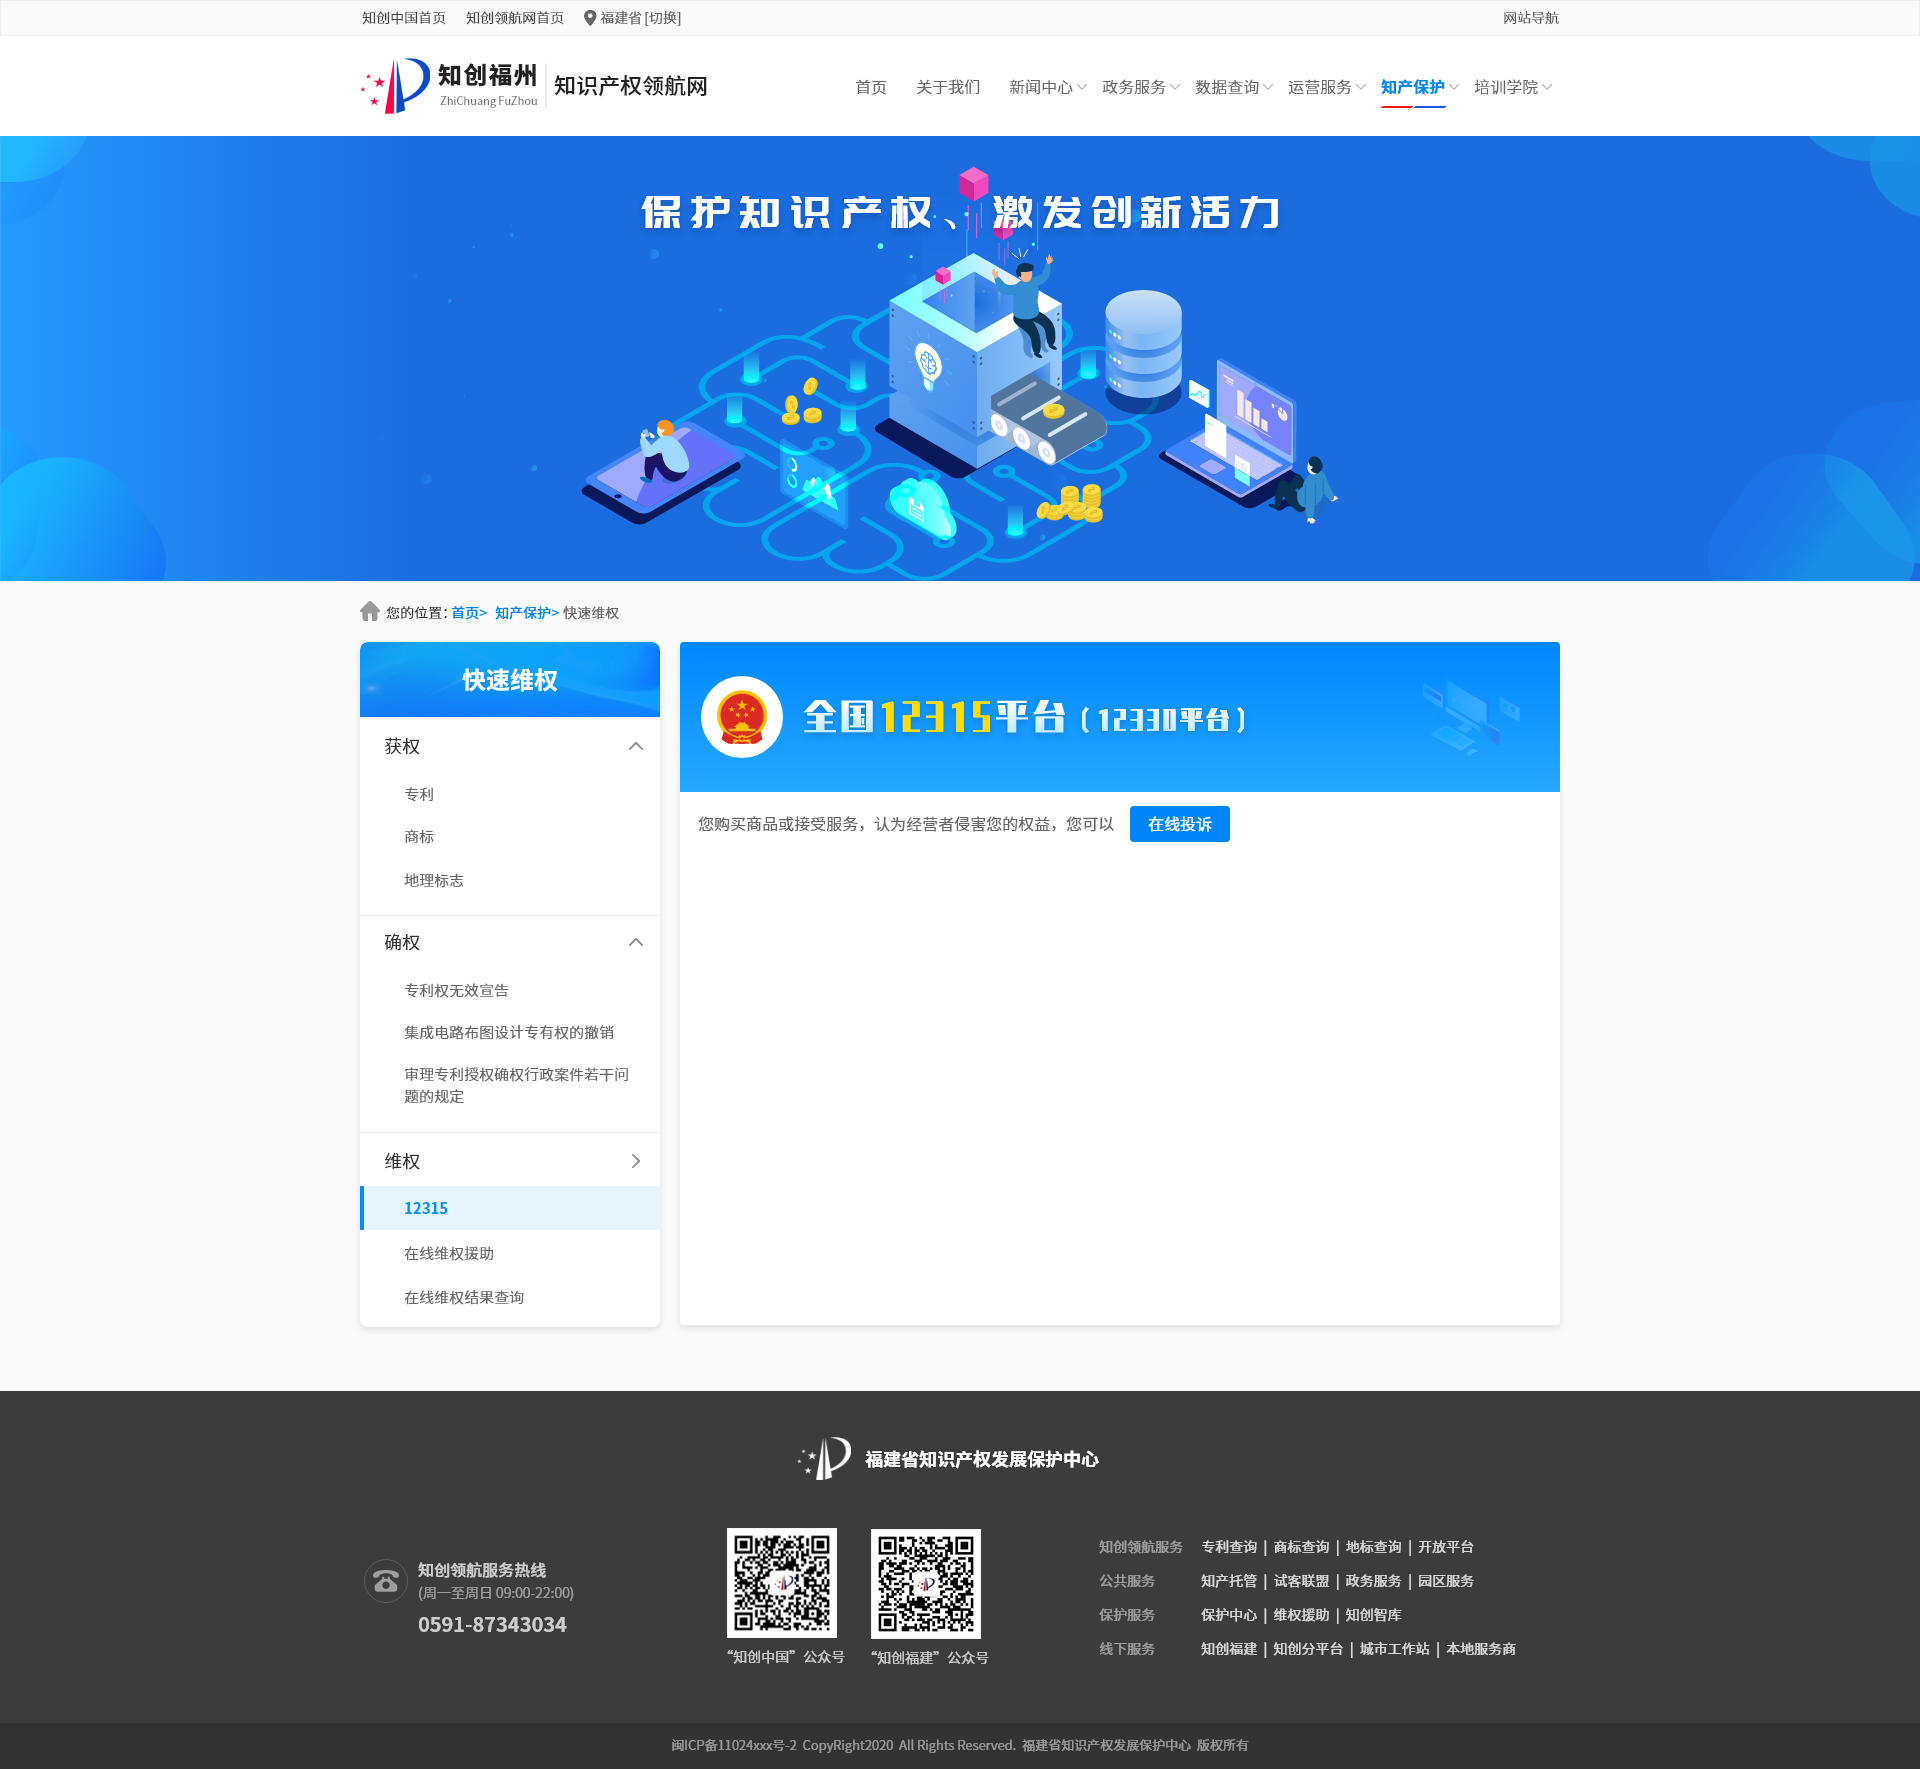 知创中国首页 知创领航网首页 福建省 [切换] 网站导航
知创福州 ZhiChuang FuZhou 知识产权领航网
首页 关于我们 新闻中心 政务服务 数据查询 运营服务 知产保护 培训学院
保护知识产权、激发创新活力
您的位置：首页> 知产保护> 快速维权
快速维权
获权
专利
商标
地理标志
确权
专利权无效宣告
集成电路布图设计专有权的撤销
审理专利授权确权行政案件若干问
题的规定
维权
12315
在线维权援助
在线维权结果查询
全国12315平台（12330平台）
您购买商品或接受服务，认为经营者侵害您的权益，您可以 在线投诉
福建省知识产权发展保护中心
知创领航服务热线
(周一至周日 09:00-22:00)
0591-87343034
“知创中国”公众号
“知创福建”公众号
知创领航服务 专利查询 | 商标查询 | 地标查询 | 开放平台
公共服务 知产托管 | 试客联盟 | 政务服务 | 园区服务
保护服务 保护中心 | 维权援助 | 知创智库
线下服务 知创福建 | 知创分平台 | 城市工作站 | 本地服务商
闽ICP备11024xxx号-2 CopyRight2020 All Rights Reserved. 福建省知识产权发展保护中心 版权所有